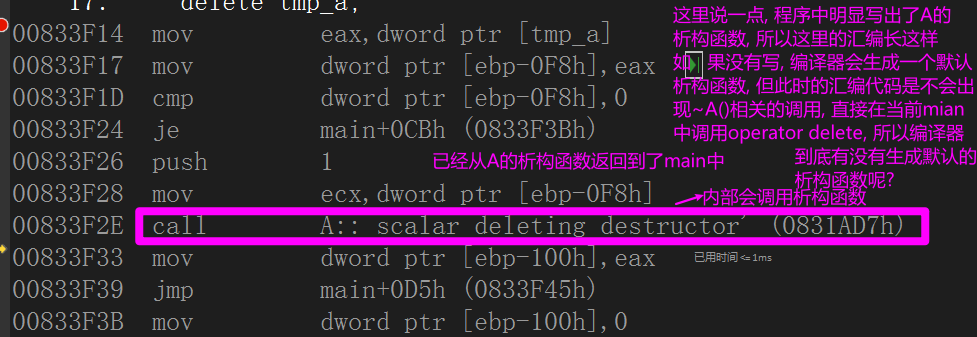 17:     delete tmp_a;
00833F14  mov         eax,dword ptr [tmp_a]
00833F17  mov         dword ptr [ebp-0F8h],eax
00833F1D  cmp         dword ptr [ebp-0F8h],0
00833F24  je          main+0CBh (0833F3Bh)
00833F26  push        1
00833F28  mov         ecx,dword ptr [ebp-0F8h]
00833F2E  call        A::`scalar deleting destructor' (0831AD7h)
00833F33  mov         dword ptr [ebp-100h],eax
00833F39  jmp         main+0D5h (0833F45h)
00833F3B  mov         dword ptr [ebp-100h],0
这里说一点, 程序中明显写出了A的
析构函数, 所以这里的汇编长这样
如果没有写, 编译器会生成一个默认
析构函数, 但此时的汇编代码是不会出
现~A()相关的调用, 直接在当前mian
中调用operator delete, 所以编译器
到底有没有生成默认的
析构函数呢?
已经从A的析构函数返回到了main中
内部会调用析构函数
已用时间 <= 1ms